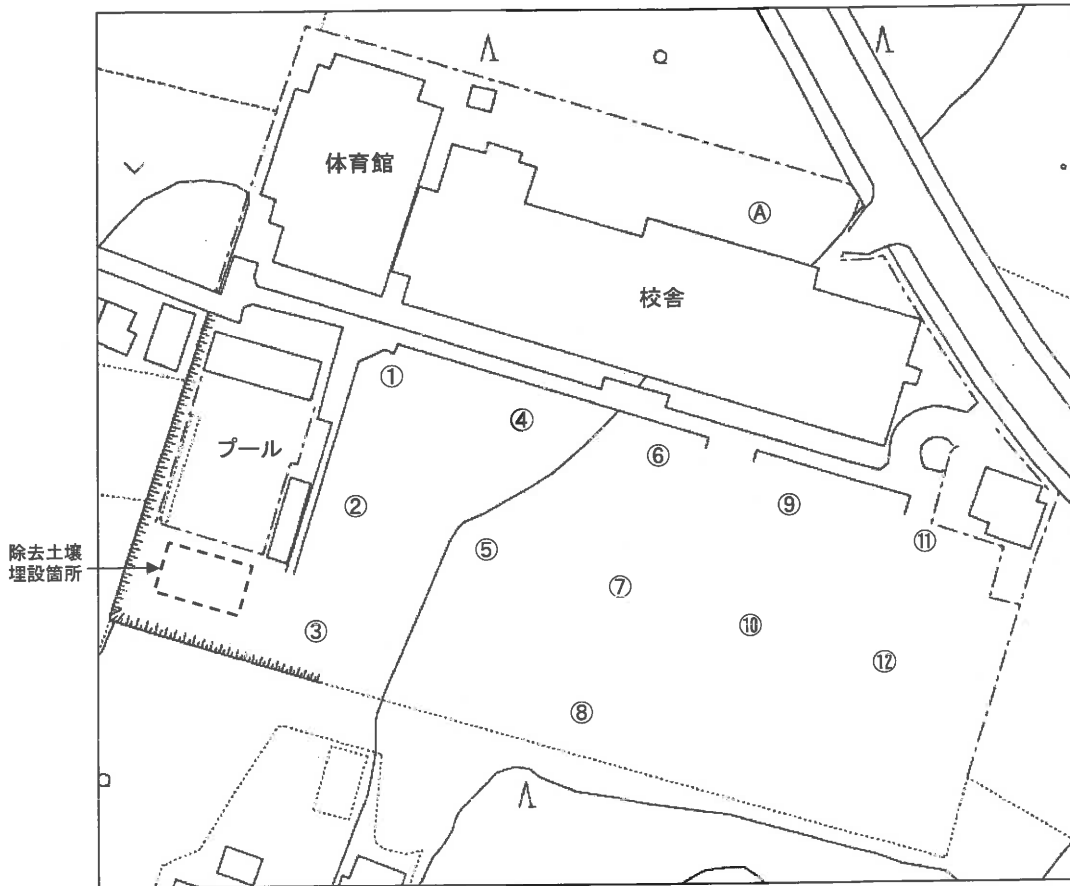 体育館
Ⓐ
校舎
①
④
⑥
プール
②
⑨
⑤
⑪
除去土壌
埋設箇所
⑦
③
⑩
⑫
⑧